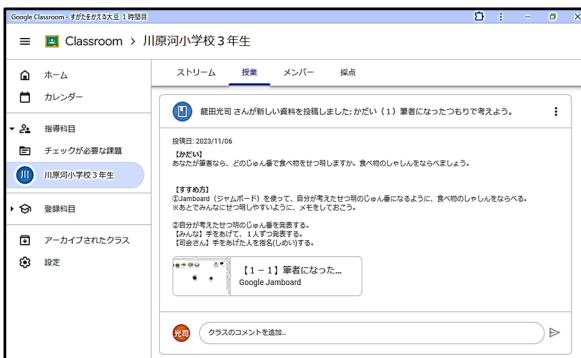 Google Classroom - すがたをかえる大豆 1時間目
Classroom > 川原河小学校3年生
ホーム
カレンダー
指導科目
チェックが必要な課題
川 川原河小学校3年生
登録科目
アーカイブされたクラス
設定
ストリーム 授業 メンバー 採点
龍田光司 さんが新しい資料を投稿しました: かだい（1）筆者になったつもりで考えよう。
投稿日: 2023/11/06
【かだい】
あなたが筆者なら、どのじゅん番で食べ物をせつ明しますか。食べ物のしゃしんをならべましょう。
【すすめ方】
①Jamboard（ジャムボード）を使って、自分が考えたせつ明のじゅん番になるように、食べ物のしゃしんをならべる。
※あとでみんなにせつ明しやすいように、メモをしておこう。
②自分が考えたせつ明のじゅん番を発表する。
【みんな】手をあげて、1人ずつ発表する。
【司会さん】手をあげた人を指名(しめい)する。
【1－1】筆者になった...
Google Jamboard
光司 クラスのコメントを追加...